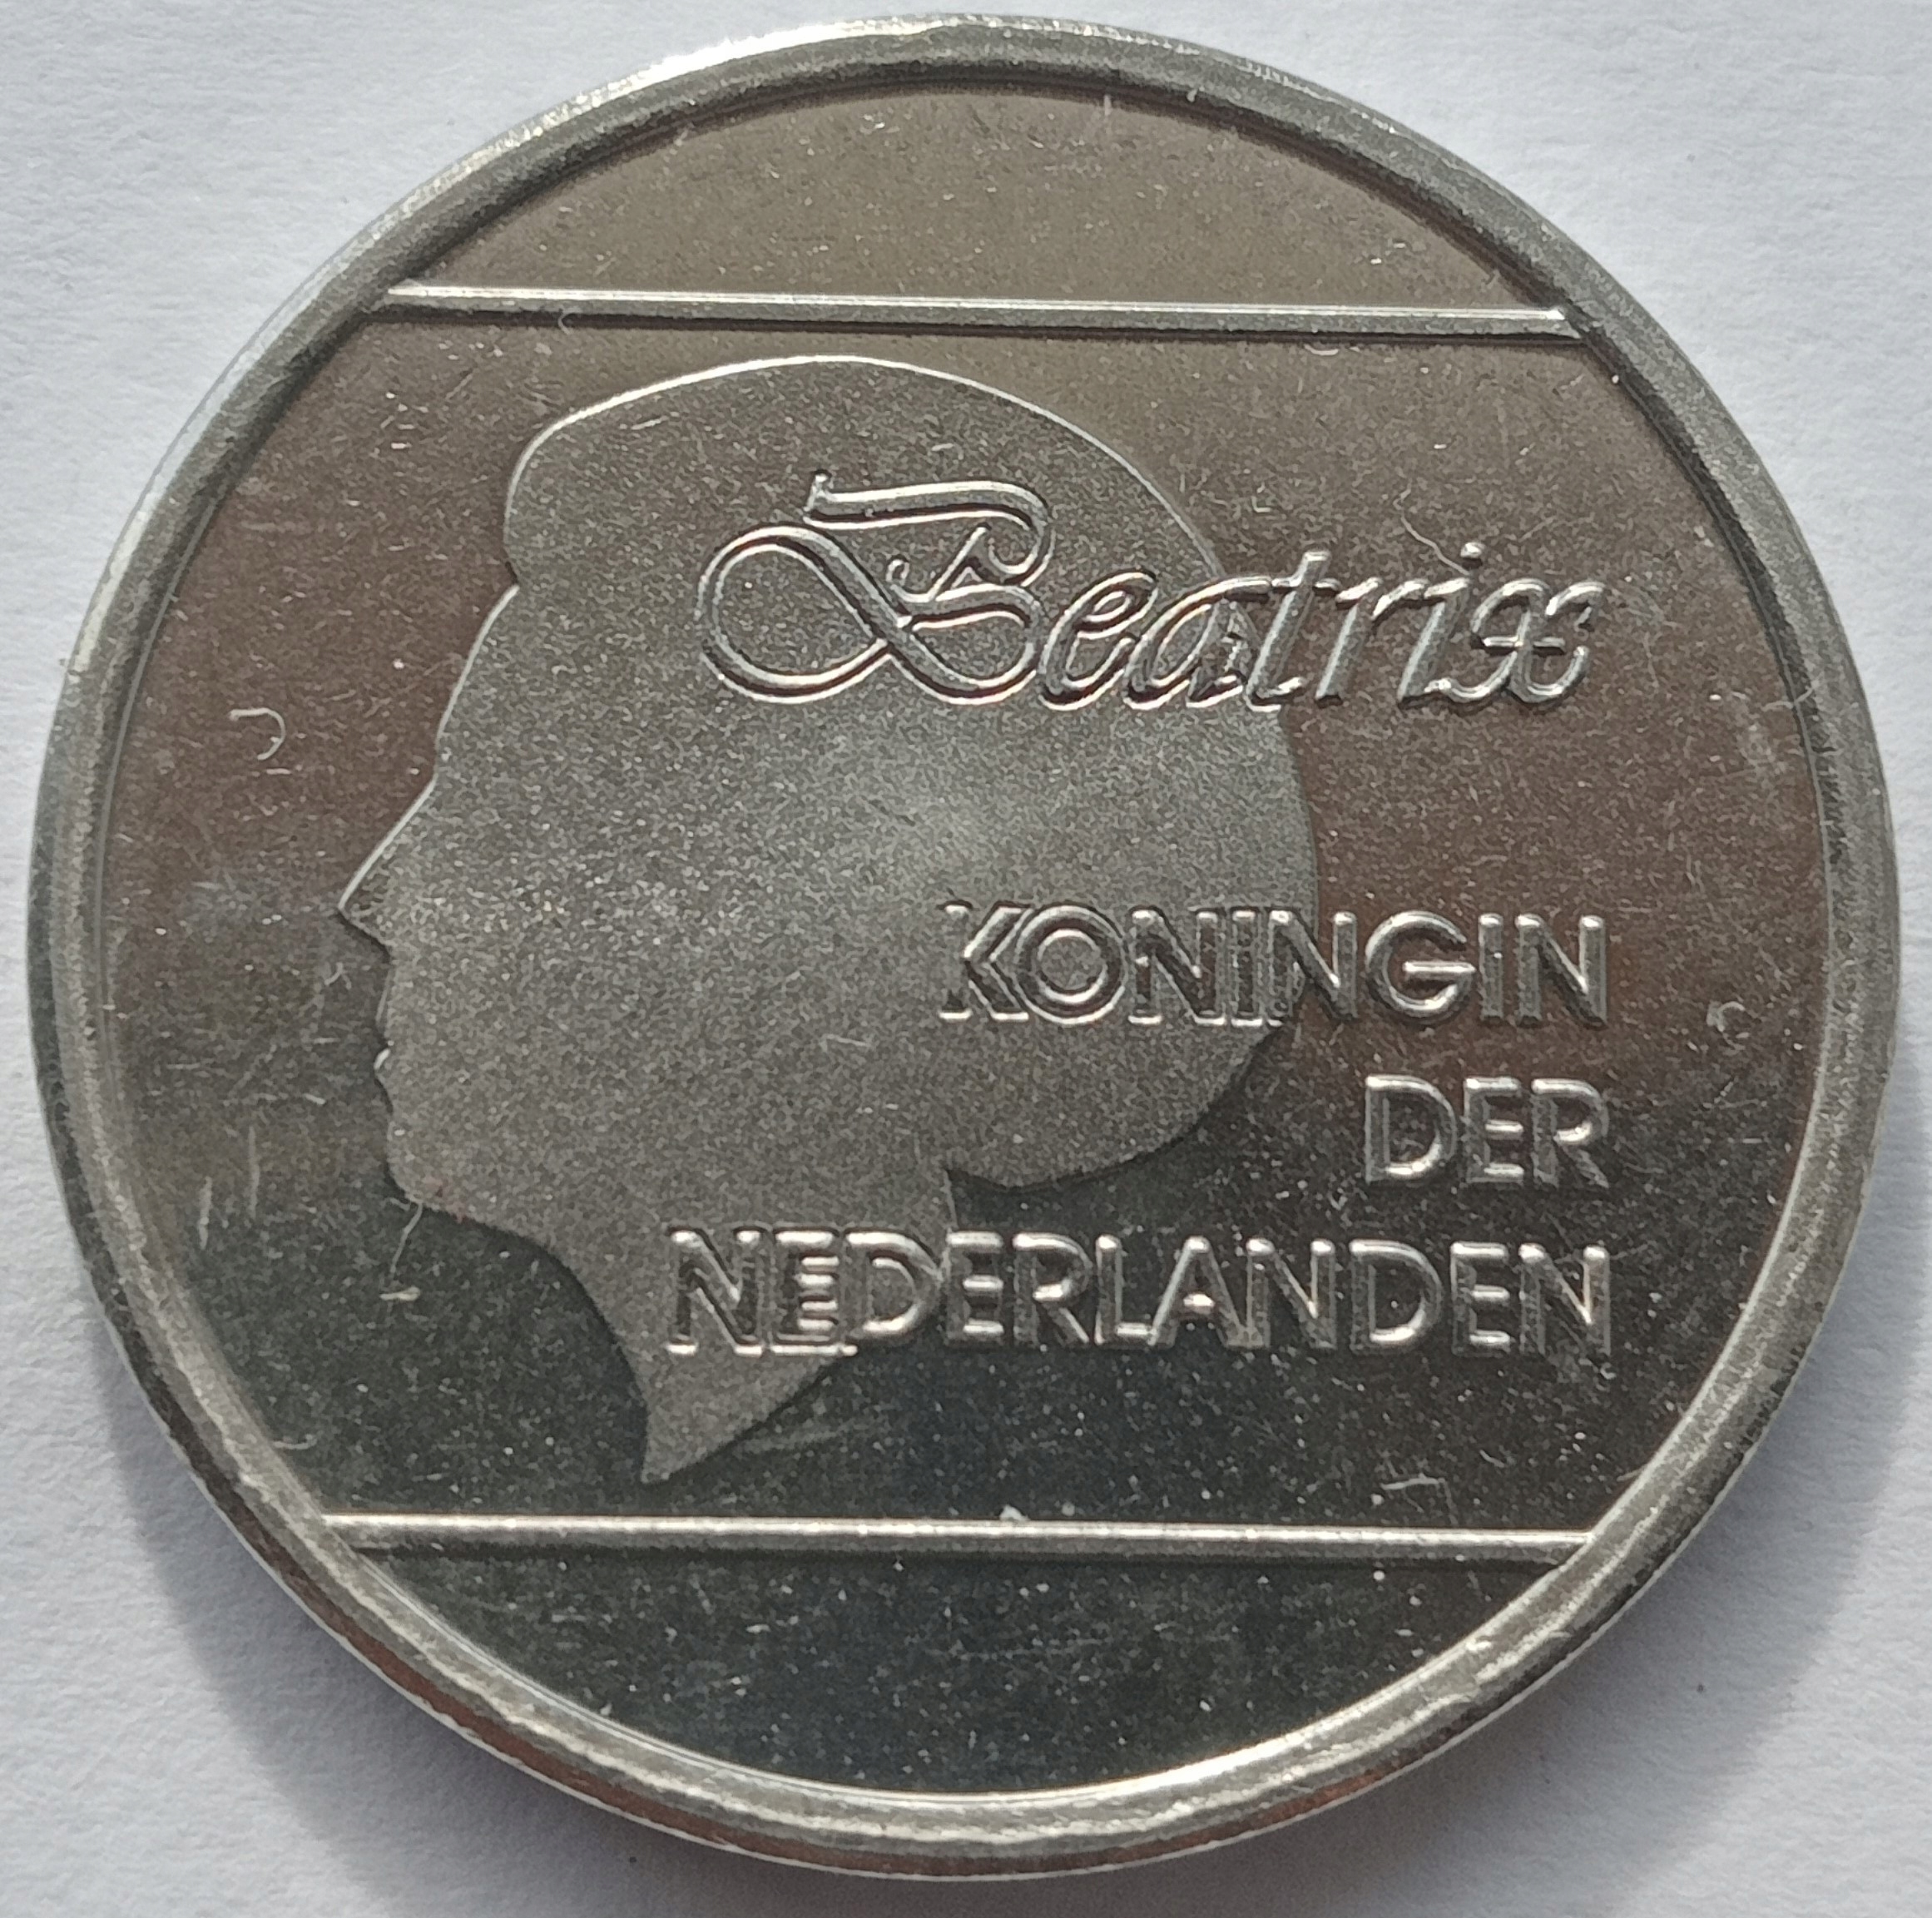 Beatrix
KONINGIN
DER
NEDERLANDEN